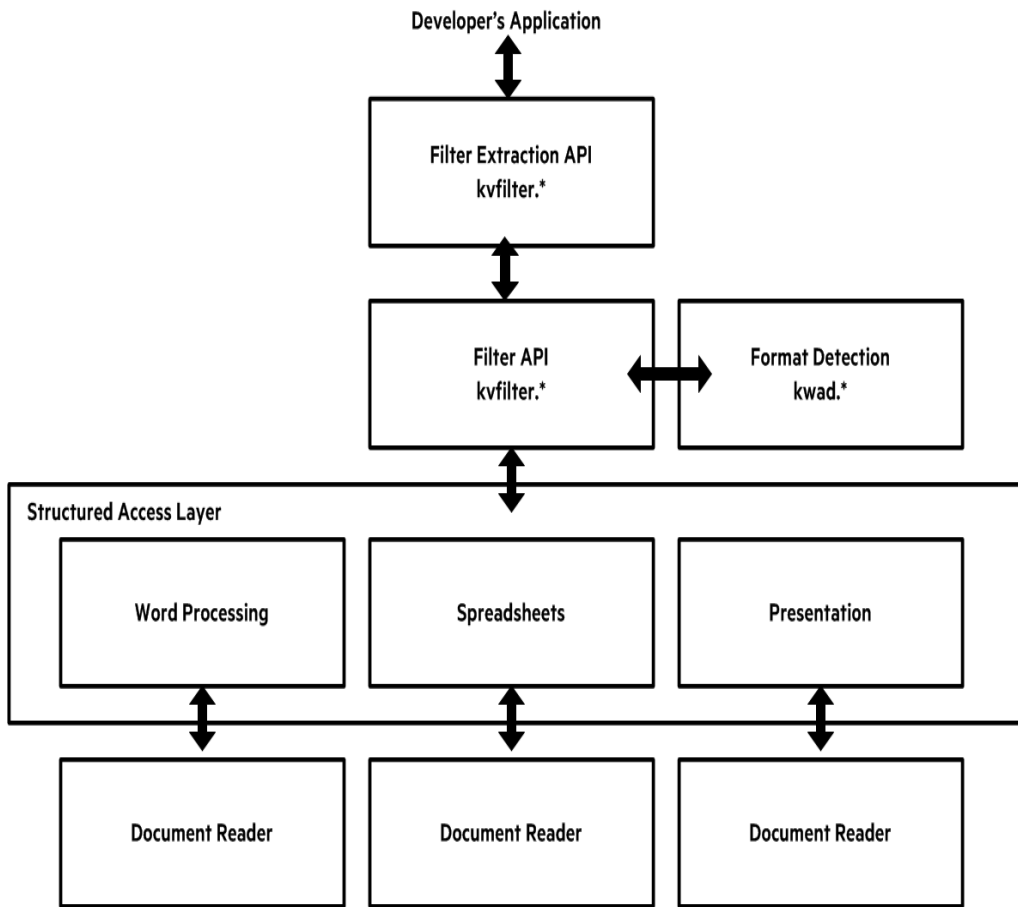 Developer's Application
Filter Extraction API
kvfilter.*
Filter API
kvfilter.*
Format Detection
kwad.*
Structured Access Layer
Word Processing
Spreadsheets
Presentation
Document Reader
Document Reader
Document Reader